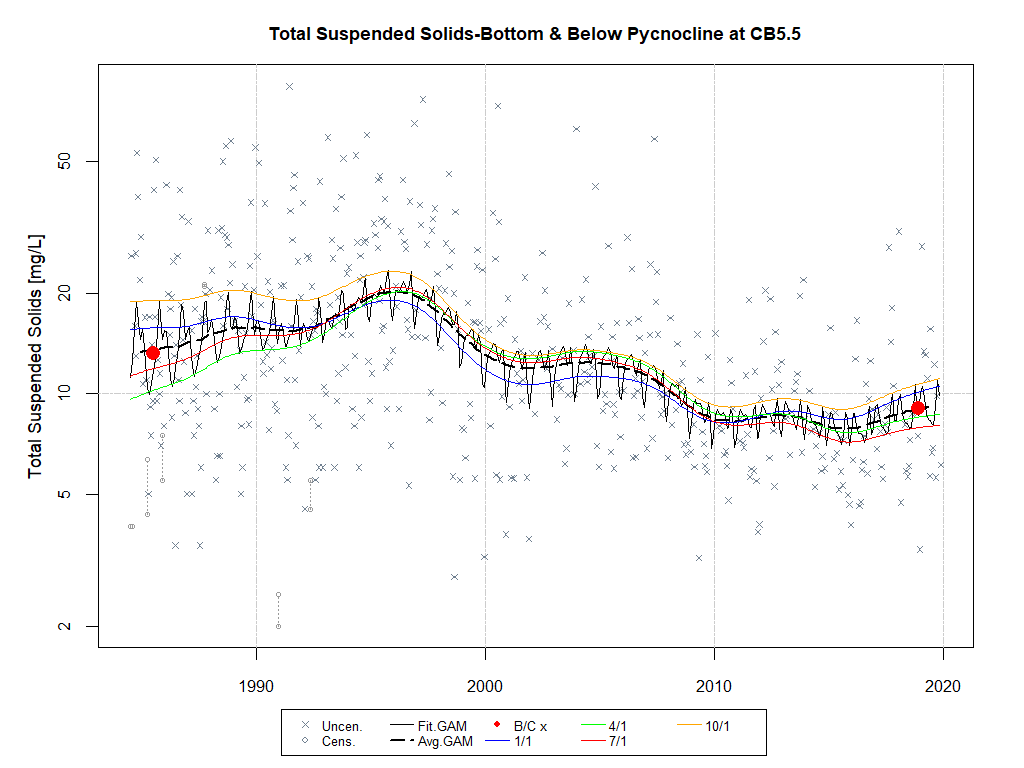 Total Suspended Solids-Bottom & Below Pycnocline at CB5.5
Total Suspended Solids [mg/L]
50
20
10
5
2
1990 2000 2010 2020
Uncen. Fit.GAM B/C x 4/1 10/1
Cens. Avg.GAM 1/1 7/1